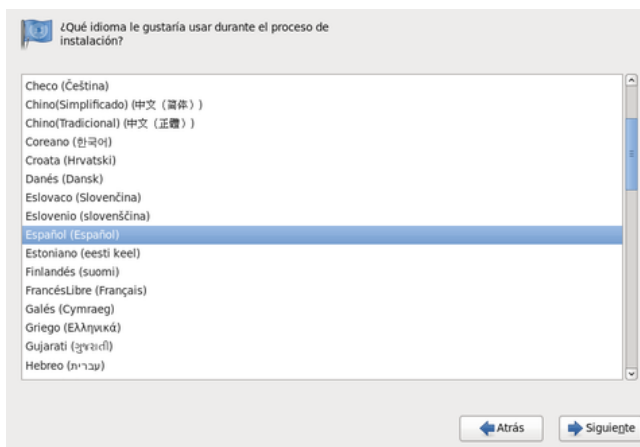 ¿Qué idioma le gustaría usar durante el proceso de
instalación?
Checo (Čeština)
Chino(Simplificado) (中文（简体）)
Chino(Tradicional) (中文（正體）)
Coreano (한국어)
Croata (Hrvatski)
Danés (Dansk)
Eslovaco (Slovenčina)
Eslovenio (slovenščina)
Español (Español)
Estoniano (eesti keel)
Finlandés (suomi)
FrancésLibre (Français)
Galés (Cymraeg)
Griego (Ελληνικά)
Gujarati (ગુજરાતી)
Hebreo (עברית)
Atrás
Siguiente